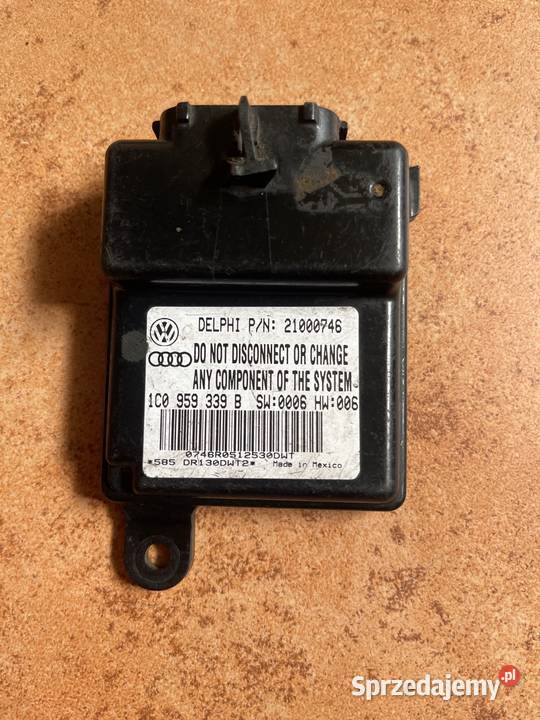 DELPHI P/N: 21000746
DO NOT DISCONNECT OR CHANGE
ANY COMPONENT OF THE SYSTEM
1C0 959 339 B SW:0006 HW:006
0746R0512530DWT
*585 DR130DWT2* Made in Mexico
Sprzedajemy.pl